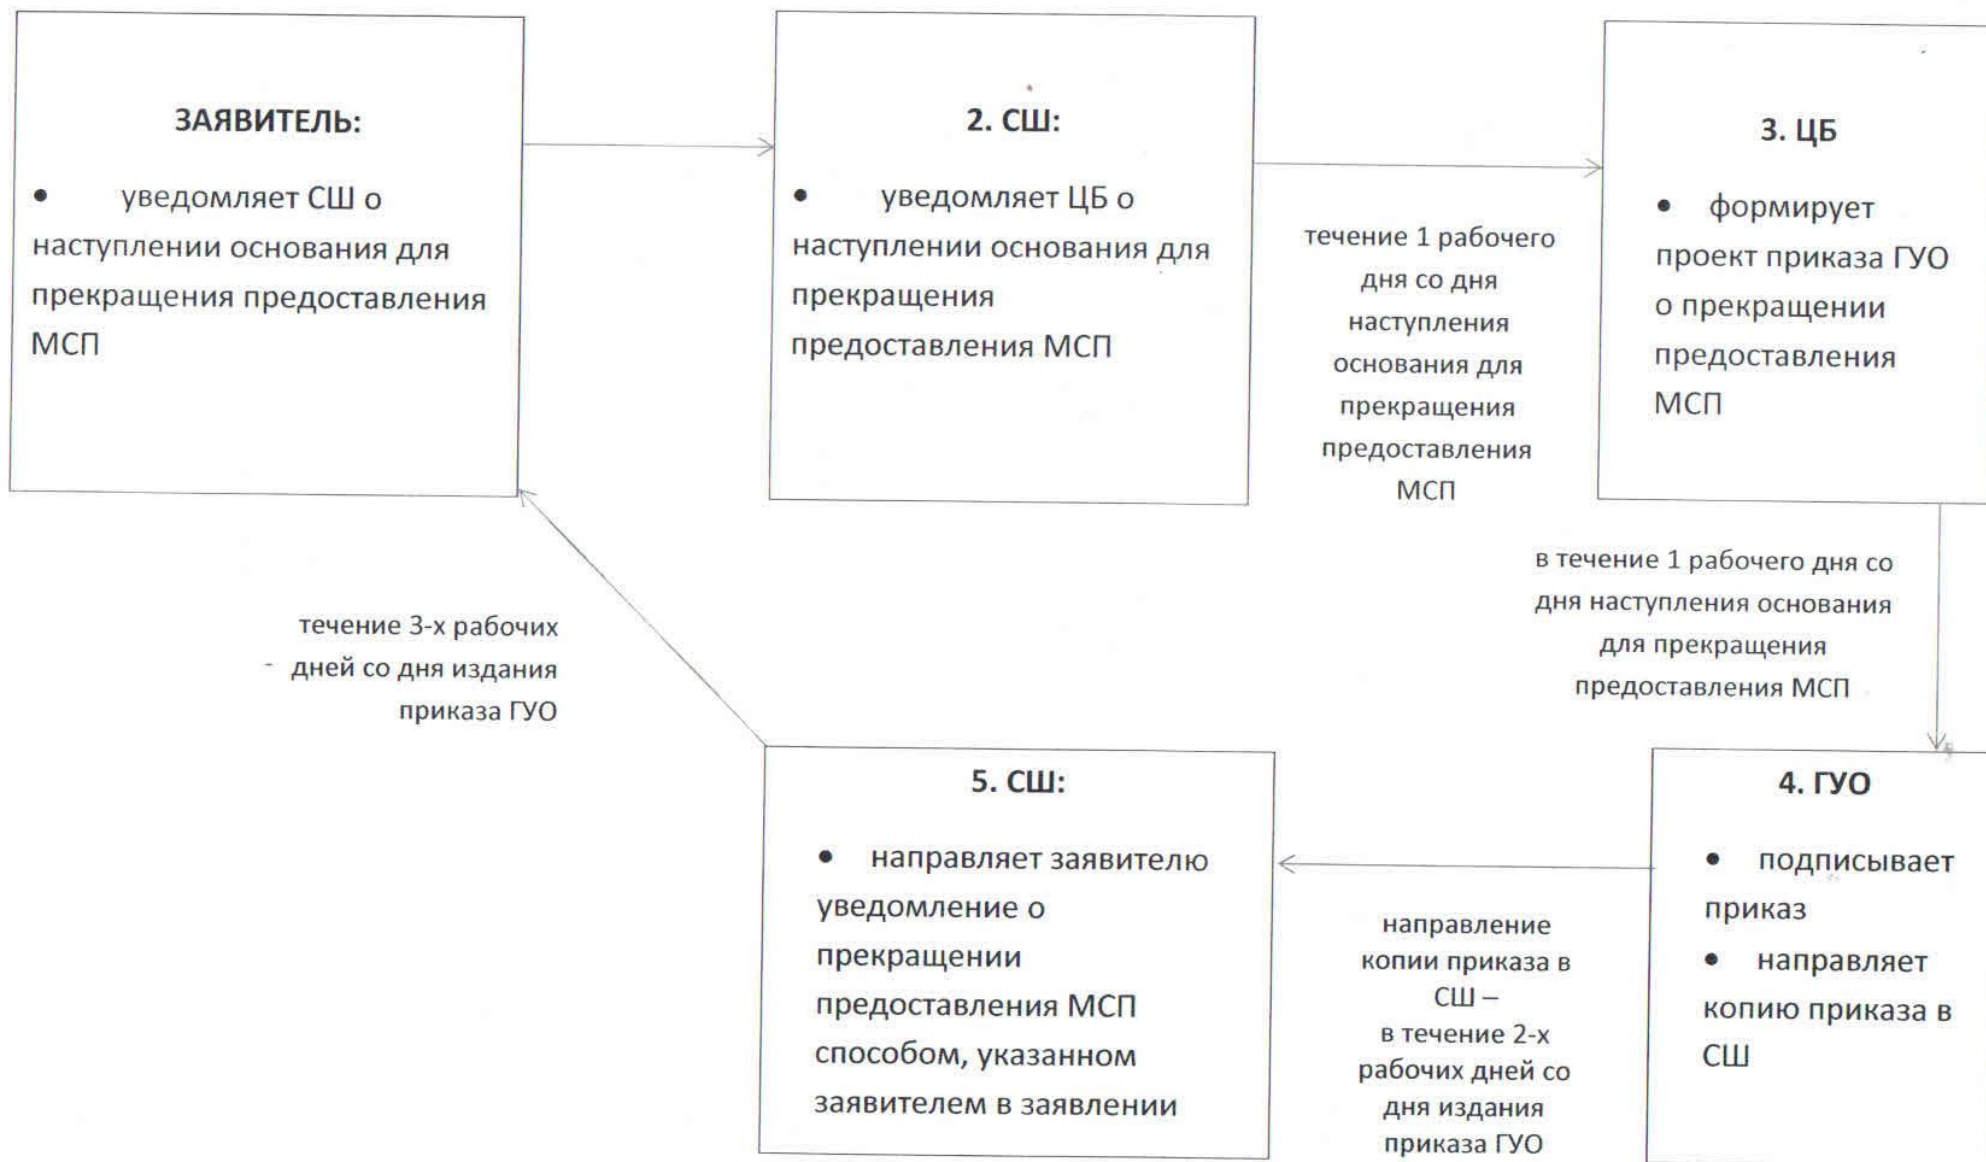 ЗАЯВИТЕЛЬ:
• уведомляет СШ о
наступлении основания для
прекращения предоставления
МСП
2. СШ:
• уведомляет ЦБ о
наступлении основания для
прекращения
предоставления МСП
течение 1 рабочего
дня со дня
наступления
основания для
прекращения
предоставления
МСП
3. ЦБ
• формирует
проект приказа ГУО
о прекращении
предоставления
МСП
в течение 1 рабочего дня со
дня наступления основания
для прекращения
предоставления МСП
4. ГУО
• подписывает
приказ
• направляет
копию приказа в
СШ
направление
копии приказа в
СШ –
в течение 2-х
рабочих дней со
дня издания
приказа ГУО
5. СШ:
• направляет заявителю
уведомление о
прекращении
предоставления МСП
способом, указанном
заявителем в заявлении
течение 3-х рабочих
дней со дня издания
приказа ГУО